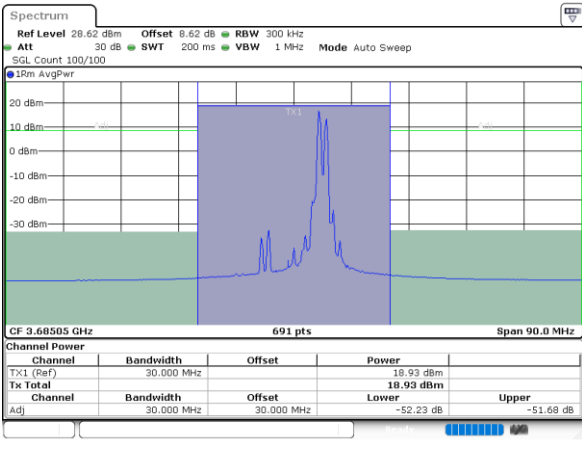 Spectrum
Ref Level 28.62 dBm Offset 8.62 dB RBW 300 kHz
Att 30 dB SWT 200 ms VBW 1 MHz Mode Auto Sweep
SGL Count 100/100
1Rm AvgPwr
TX1
20 dBm
10 dBm Adj Adj
0 dBm
-10 dBm
-20 dBm
-30 dBm
CF 3.68505 GHz 691 pts Span 90.0 MHz
Channel Power
Channel Bandwidth Offset Power
TX1 (Ref) 30.000 MHz 18.93 dBm
Tx Total 18.93 dBm
Channel Bandwidth Offset Lower Upper
Adj 30.000 MHz 30.000 MHz -52.23 dB -51.68 dB
Ready